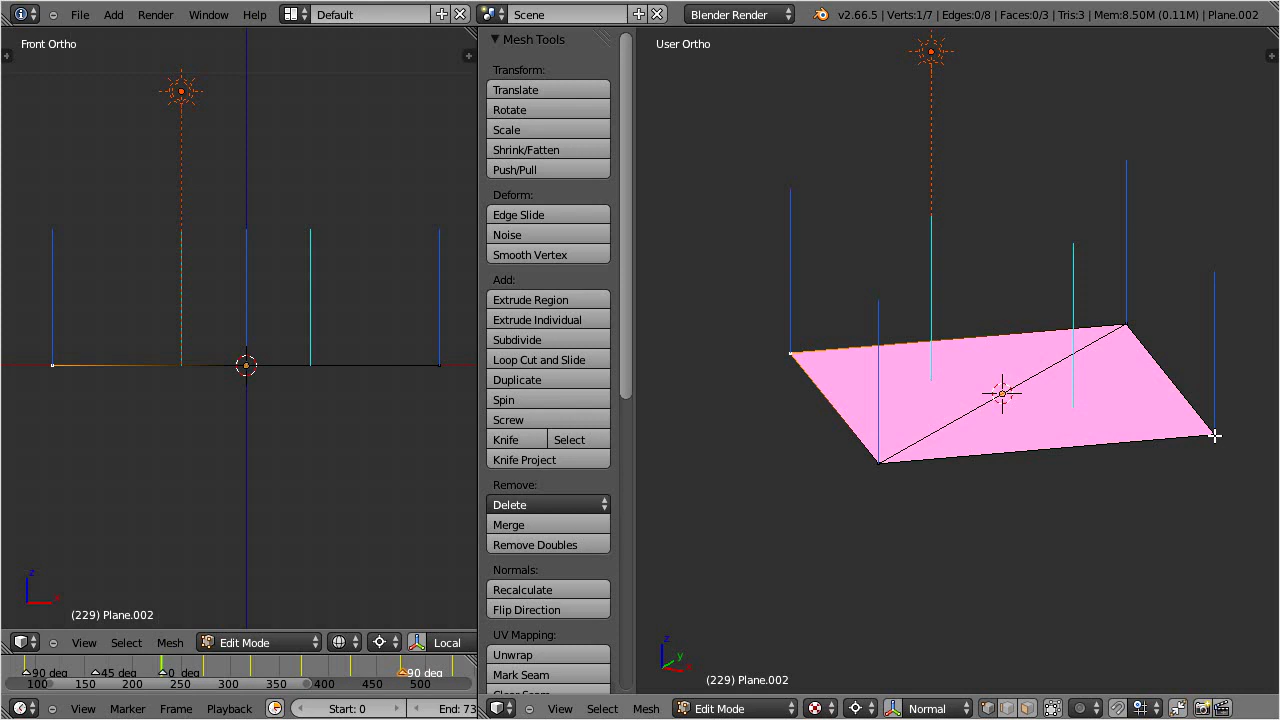 File Add Render Window Help Default Scene Blender Render v2.66.5 | Verts:1/7 | Edges:0/8 | Faces:0/3 | Tris:3 | Mem:8.50M (0.11M) | Plane.002
Front Ortho
Mesh Tools
User Ortho
Transform:
Translate
Rotate
Scale
Shrink/Fatten
Push/Pull
Deform:
Edge Slide
Noise
Smooth Vertex
Add:
Extrude Region
Extrude Individual
Subdivide
Loop Cut and Slide
Duplicate
Spin
Screw
Knife Select
Knife Project
Remove:
Delete
Merge
Remove Doubles
Normals:
Recalculate
Flip Direction
UV Mapping:
Unwrap
Mark Seam
Clear Seam
z
x
(229) Plane.002
z
y
x
(229) Plane.002
View Select Mesh Edit Mode Local
90 deg 45 deg 0 deg 90 deg
100 150 200 250 300 400 450 500
View Marker Frame Playback Start: 0 End: 73
View Select Mesh Edit Mode Normal